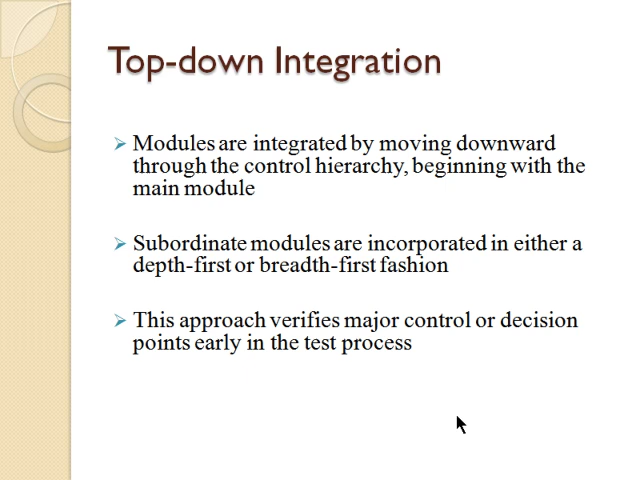 Top-down Integration
Modules are integrated by moving downward
through the control hierarchy, beginning with the
main module
Subordinate modules are incorporated in either a
depth-first or breadth-first fashion
This approach verifies major control or decision
points early in the test process